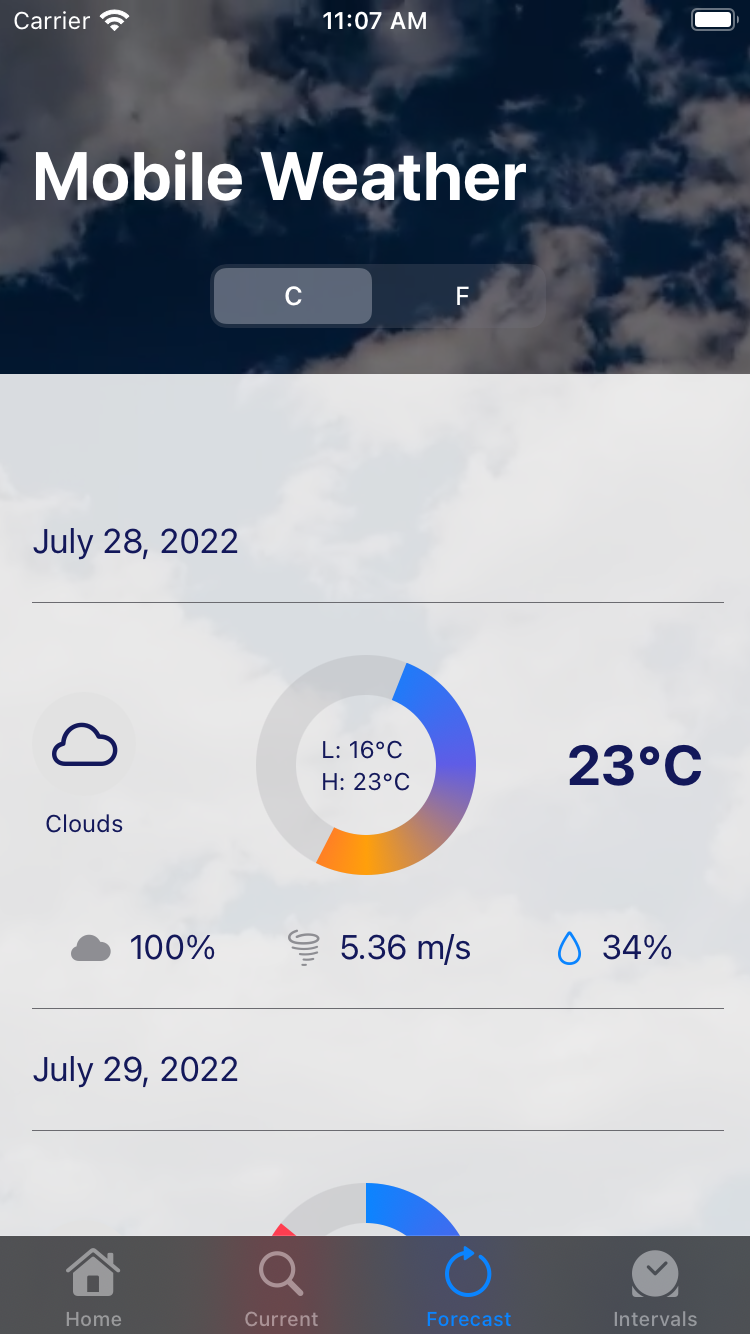 Carrier 11:07 AM
Mobile Weather
C F
July 28, 2022
L: 16°C
H: 23°C
23°C
Clouds
100% 5.36 m/s 34%
July 29, 2022
Home Current Forecast Intervals